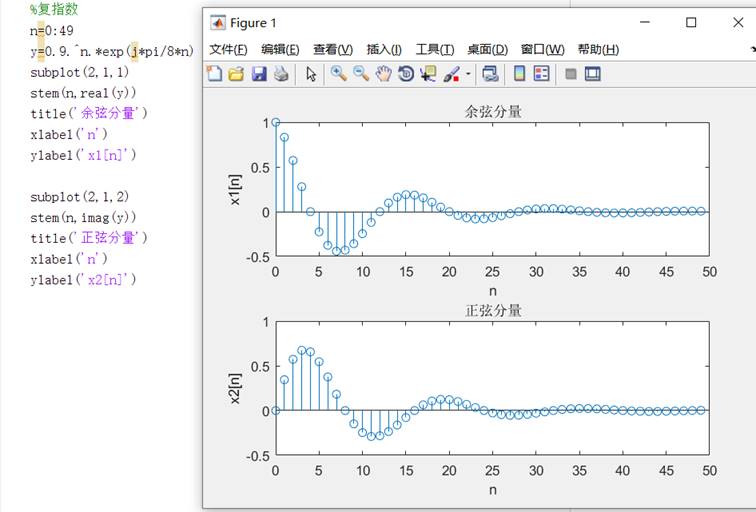 %复指数
n=0:49
y=0.9.^n.*exp(j*pi/8*n)
subplot(2,1,1)
stem(n,real(y))
title('余弦分量')
xlabel('n')
ylabel('x1[n]')
subplot(2,1,2)
stem(n,imag(y))
title('正弦分量')
xlabel('n')
ylabel('x2[n]')
Figure 1
文件(F) 编辑(E) 查看(V) 插入(I) 工具(T) 桌面(D) 窗口(W) 帮助(H)
余弦分量
1
0.5
0
-0.5
x1[n]
0 5 10 15 20 25 30 35 40 45 50
n
正弦分量
1
0.5
0
-0.5
x2[n]
0 5 10 15 20 25 30 35 40 45 50
n